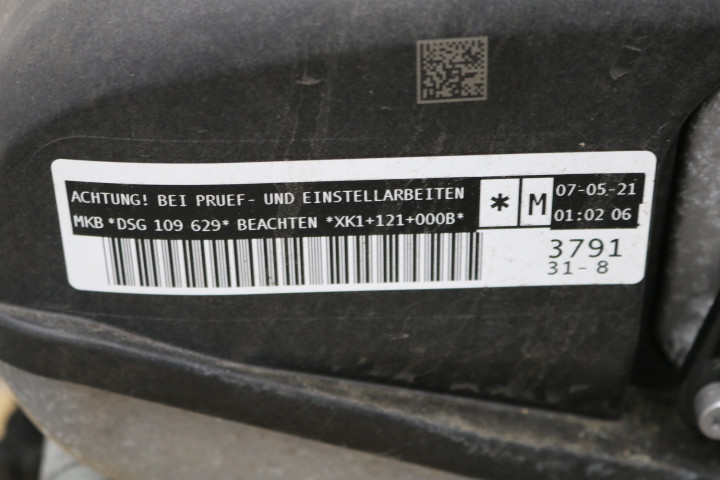 ACHTUNG! BEI PRUEF- UND EINSTELLARBEITEN
MKB *DSG 109 629* BEACHTEN *XK1+121+000B*
* M
07-05-21
01:02 06
3791
31-8